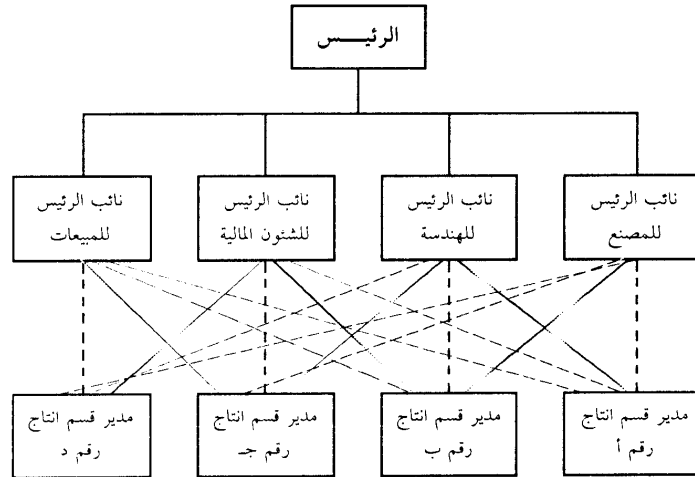 الرئيـــس
نائب الرئيس
للمصنع
نائب الرئيس
للهندسة
نائب الرئيس
للشئون المالية
نائب الرئيس
للمبيعات
مدير قسم انتاج
رقم أ
مدير قسم انتاج
رقم ب
مدير قسم انتاج
رقم جـ
مدير قسم انتاج
رقم د